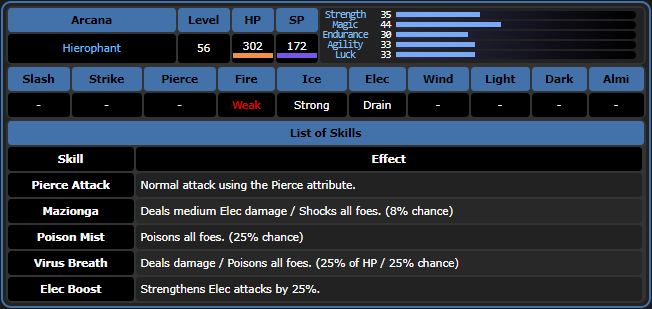 Arcana Level HP SP
Hierophant 56 302 172
Strength 35
Magic 44
Endurance 30
Agility 33
Luck 33
Slash Strike Pierce Fire Ice Elec Wind Light Dark Almi
- - - Weak Strong Drain - - - -
List of Skills
Skill Effect
Pierce Attack Normal attack using the Pierce attribute.
Mazionga Deals medium Elec damage / Shocks all foes. (8% chance)
Poison Mist Poisons all foes. (25% chance)
Virus Breath Deals damage / Poisons all foes. (25% of HP / 25% chance)
Elec Boost Strengthens Elec attacks by 25%.